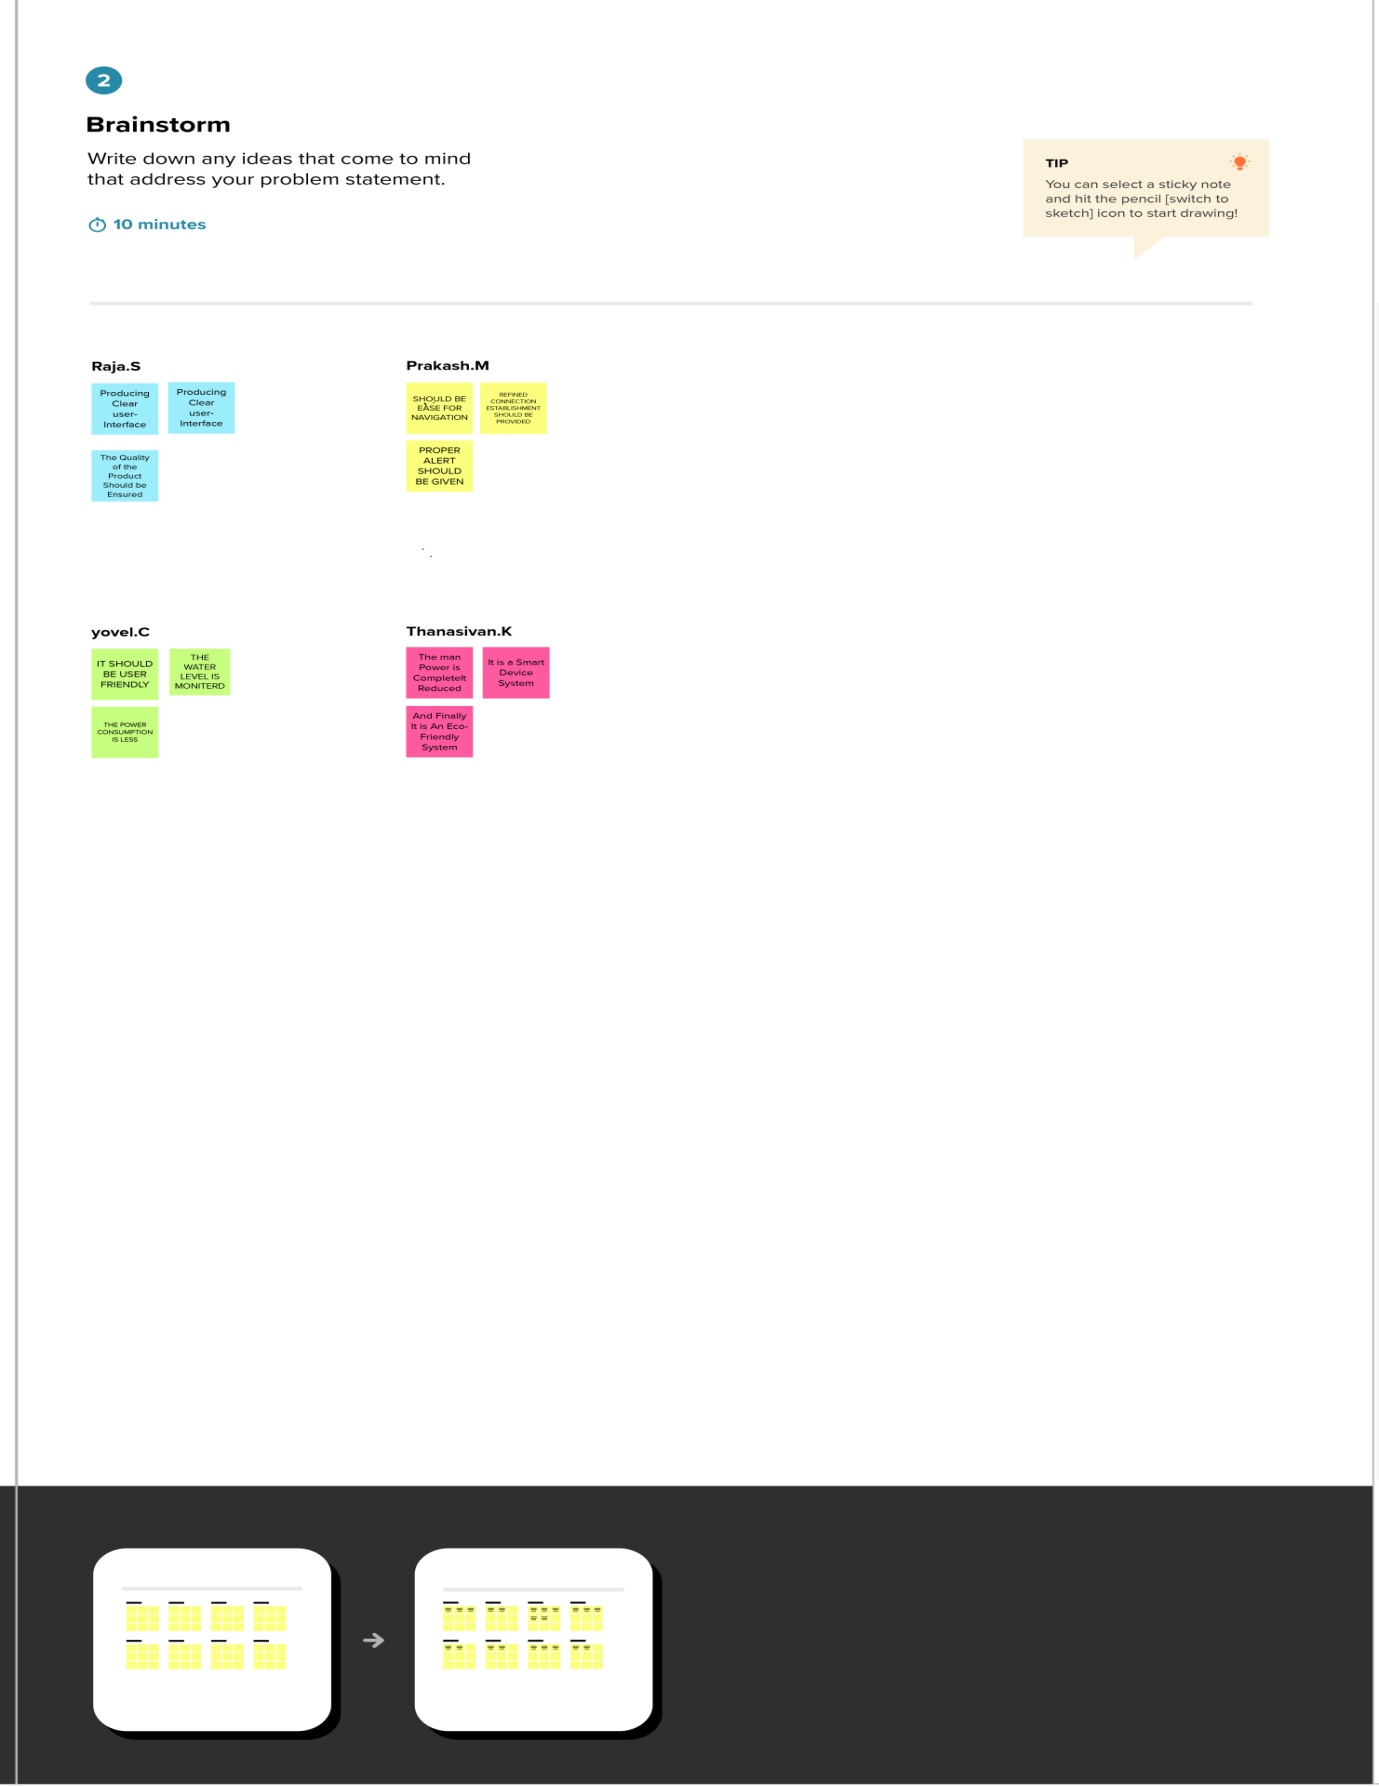 2
Brainstorm
Write down any ideas that come to mind
that address your problem statement.
10 minutes
TIP
You can select a sticky note
and hit the pencil [switch to
sketch] icon to start drawing!
Raja.S
Producing
Clear
user-
Interface
Producing
Clear
user-
Interface
The Quality
of the
Product
Should be
Ensured
Prakash.M
SHOULD BE
EASE FOR
NAVIGATION
REFINED
CONNECTION
ESTABLISHMENT
SHOULD BE
PROVIDED
PROPER
ALERT
SHOULD
BE GIVEN
yovel.C
IT SHOULD
BE USER
FRIENDLY
THE
WATER
LEVEL IS
MONITERD
THE POWER
CONSUMPTION
IS LESS
Thanasivan.K
The man
Power is
Completelt
Reduced
It is a Smart
Device
System
And Finally
It is An Eco-
Friendly
System